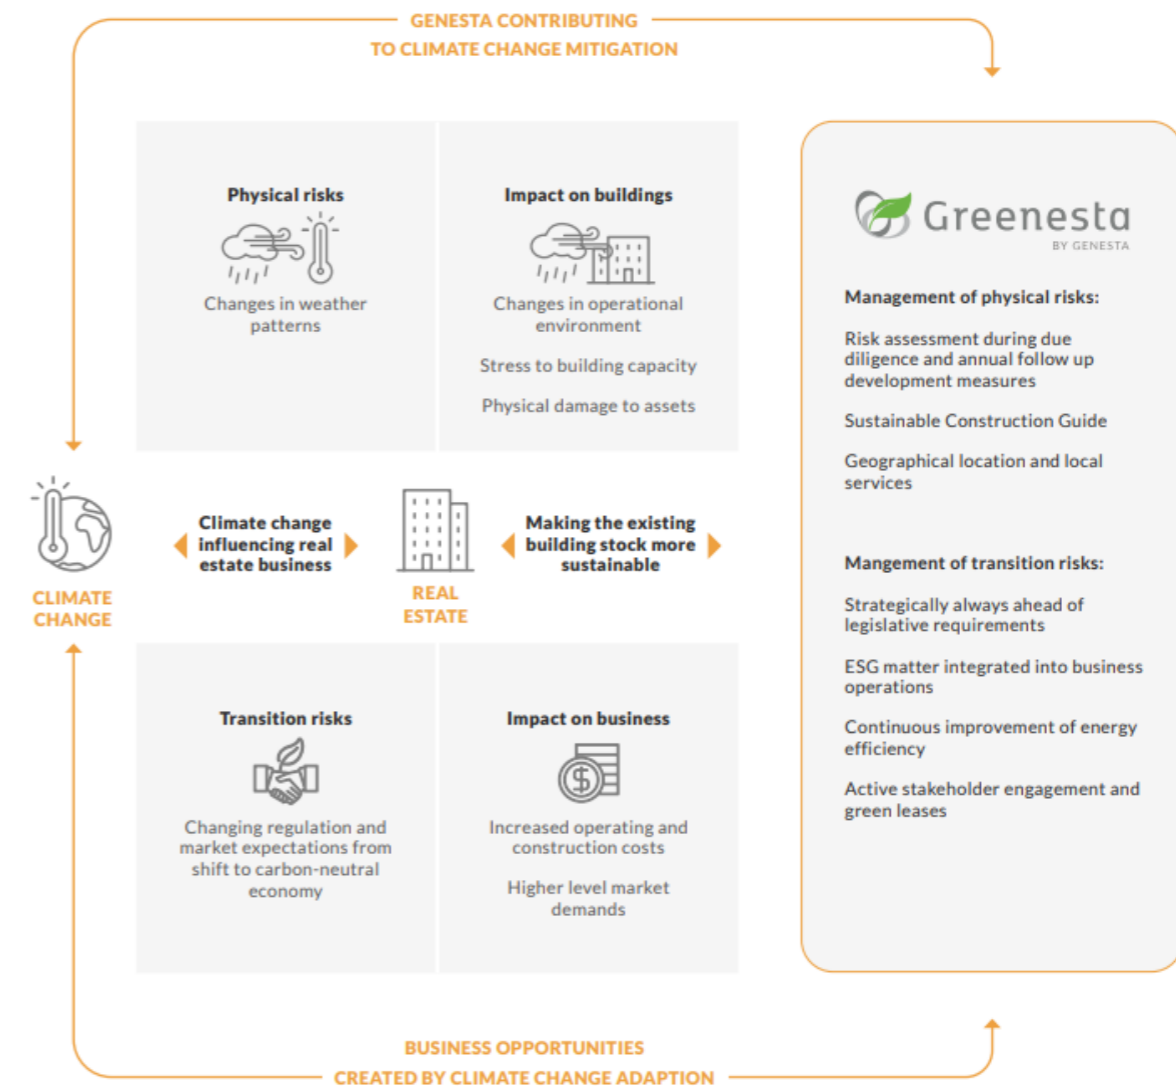 GENESTA CONTRIBUTING
TO CLIMATE CHANGE MITIGATION
Physical risks
Changes in weather
patterns
Impact on buildings
Changes in operational
environment
Stress to building capacity
Physical damage to assets
CLIMATE
CHANGE
Climate change
influencing real
estate business
REAL
ESTATE
Making the existing
building stock more
sustainable
Transition risks
Changing regulation and
market expectations from
shift to carbon-neutral
economy
Impact on business
$
Increased operating and
construction costs
Higher level market
demands
Greenesta
BY GENESTA
Management of physical risks:
Risk assessment during due
diligence and annual follow up
development measures
Sustainable Construction Guide
Geographical location and local
services
Mangement of transition risks:
Strategically always ahead of
legislative requirements
ESG matter integrated into business
operations
Continuous improvement of energy
efficiency
Active stakeholder engagement and
green leases
BUSINESS OPPORTUNITIES
CREATED BY CLIMATE CHANGE ADAPTION